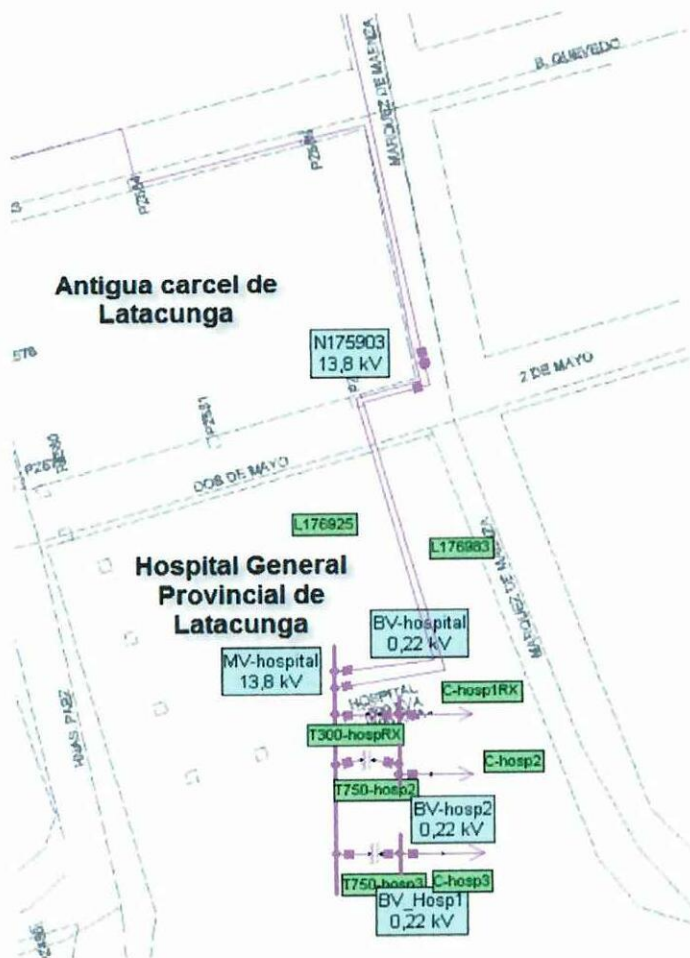 B. QUEVEDO
MARQUEZ DE MAENZA
Antigua carcel de
Latacunga
N175903
13,8 kV
2 DE MAYO
PZ581
DOS DE MAYO
L176925
L176983
Hospital General
Provincial de
Latacunga
BV-hospital
0,22 kV
MV-hospital
13,8 kV
HOSPITAL
C-hosp1RX
T300-hospRX
C-hosp2
T750-hosp2
BV-hosp2
0,22 kV
T750-hosp3
C-hosp3
BV_Hosp1
0,22 kV